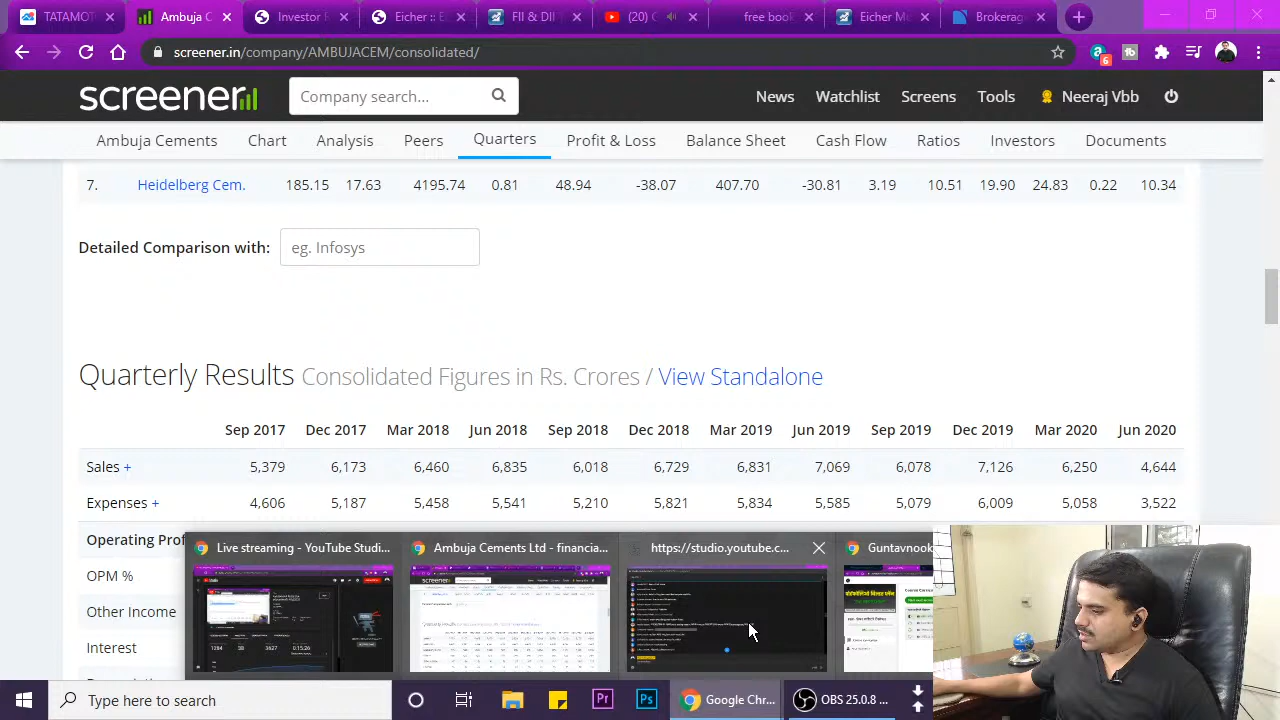 TATAMOT
Ambuja C
Investor R
Eicher :: E
FII & DII T
(20) C
free book
Eicher Mu
Brokerag
screener.in/company/AMBUJACEM/consolidated/
6
screener
Company search...
News
Watchlist
Screens
Tools
Neeraj Vbb
Ambuja Cements
Chart
Analysis
Peers
Quarters
Profit & Loss
Balance Sheet
Cash Flow
Ratios
Investors
Documents
7. Heidelberg Cem. 185.15 17.63 4195.74 0.81 48.94 -38.07 407.70 -30.81 3.19 10.51 19.90 24.83 0.22 10.34
Detailed Comparison with: eg. Infosys
Quarterly Results Consolidated Figures in Rs. Crores / View Standalone
Sep 2017 Dec 2017 Mar 2018 Jun 2018 Sep 2018 Dec 2018 Mar 2019 Jun 2019 Sep 2019 Dec 2019 Mar 2020 Jun 2020
Sales + 5,379 6,173 6,460 6,835 6,018 6,729 6,831 7,069 6,078 7,126 6,250 4,644
Expenses + 4,606 5,187 5,458 5,541 5,210 5,821 5,834 5,585 5,079 6,009 5,058 3,522
Operating Prof
OPM %
Other Income
Interest
Live streaming - YouTube Studi...
Ambuja Cements Ltd - financia...
https://studio.youtube.c...
Guntavnook
Type here to search
Pr
Ps
Google Chr...
OBS 25.0.8 ...